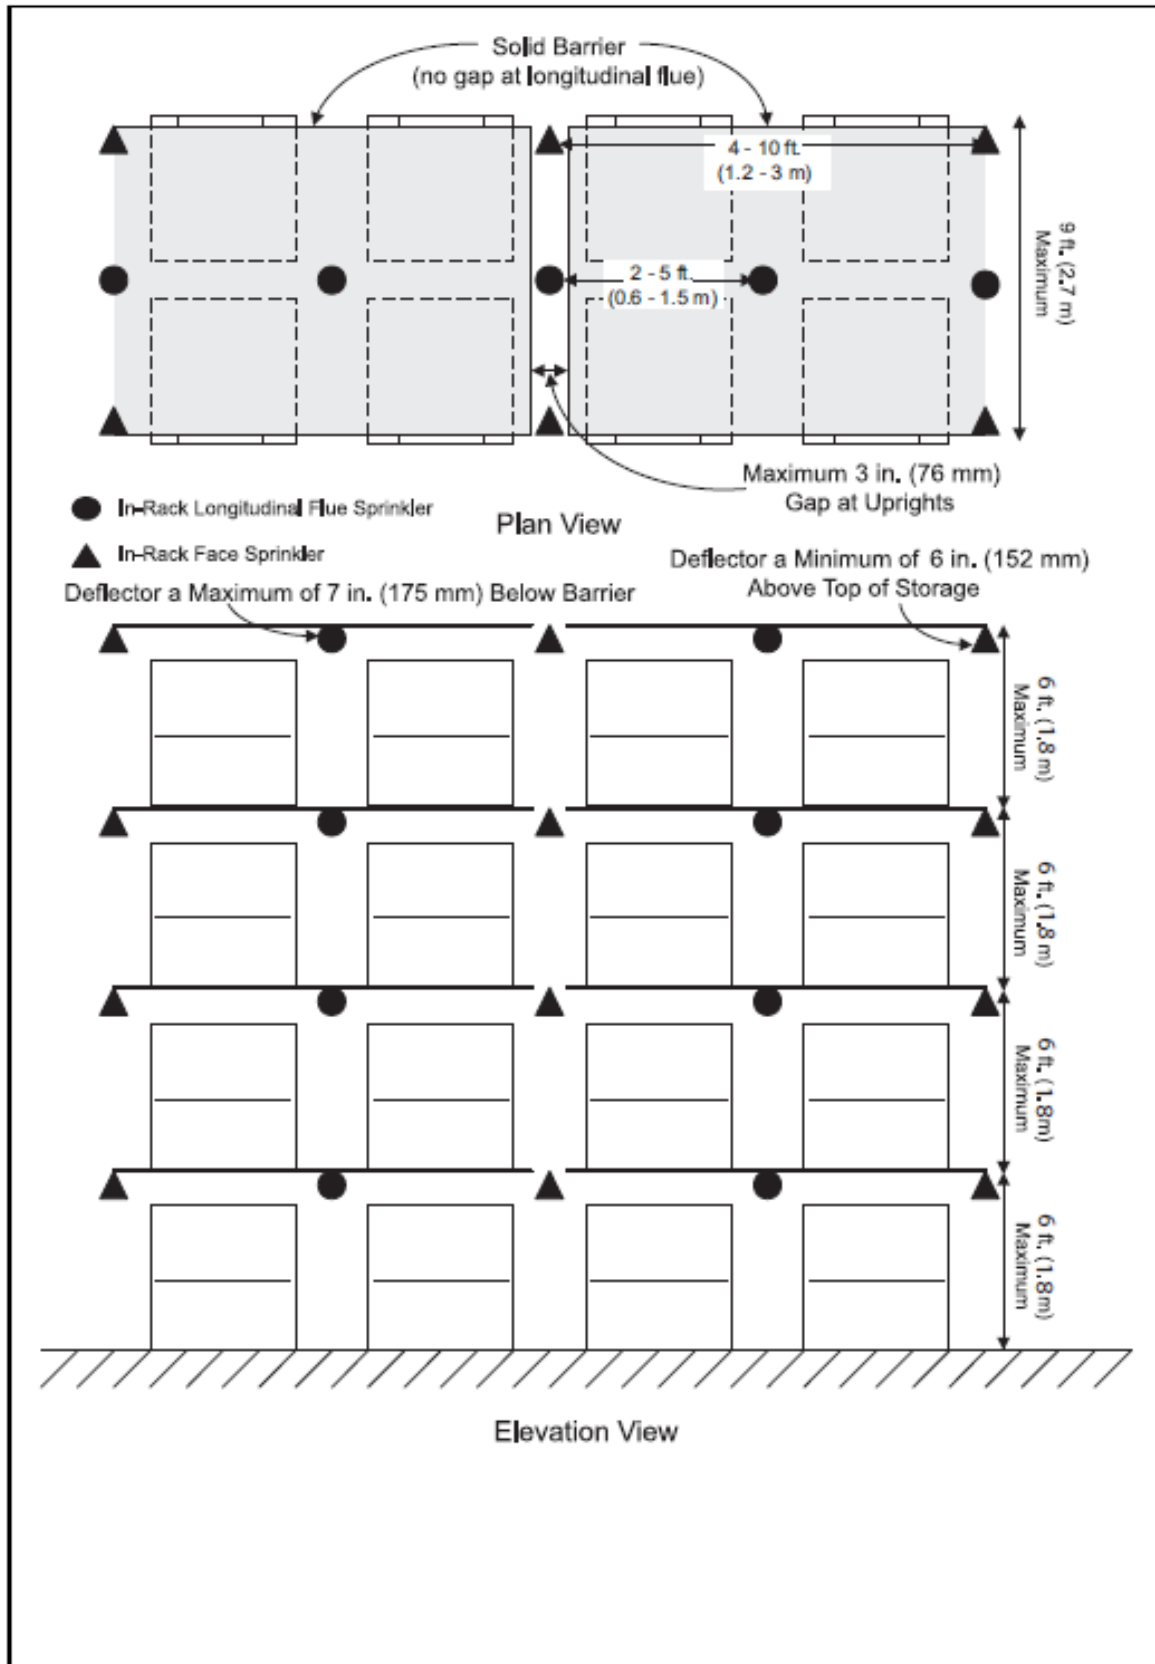 Solid Barrier
(no gap at longitudinal flue)
4 - 10 ft.
(1.2 - 3 m)
9 ft. (2.7 m)
Maximum
2 - 5 ft.
(0.6 - 1.5 m)
Maximum 3 in. (76 mm)
Gap at Uprights
In-Rack Longitudinal Flue Sprinkler
Plan View
In-Rack Face Sprinkler
Deflector a Minimum of 6 in. (152 mm)
Above Top of Storage
Deflector a Maximum of 7 in. (175 mm) Below Barrier
6 ft. (1.8 m)
Maximum
6 ft. (1.8 m)
Maximum
6 ft. (1.8m)
Maximum
6 ft. (1.8m)
Maximum
Elevation View